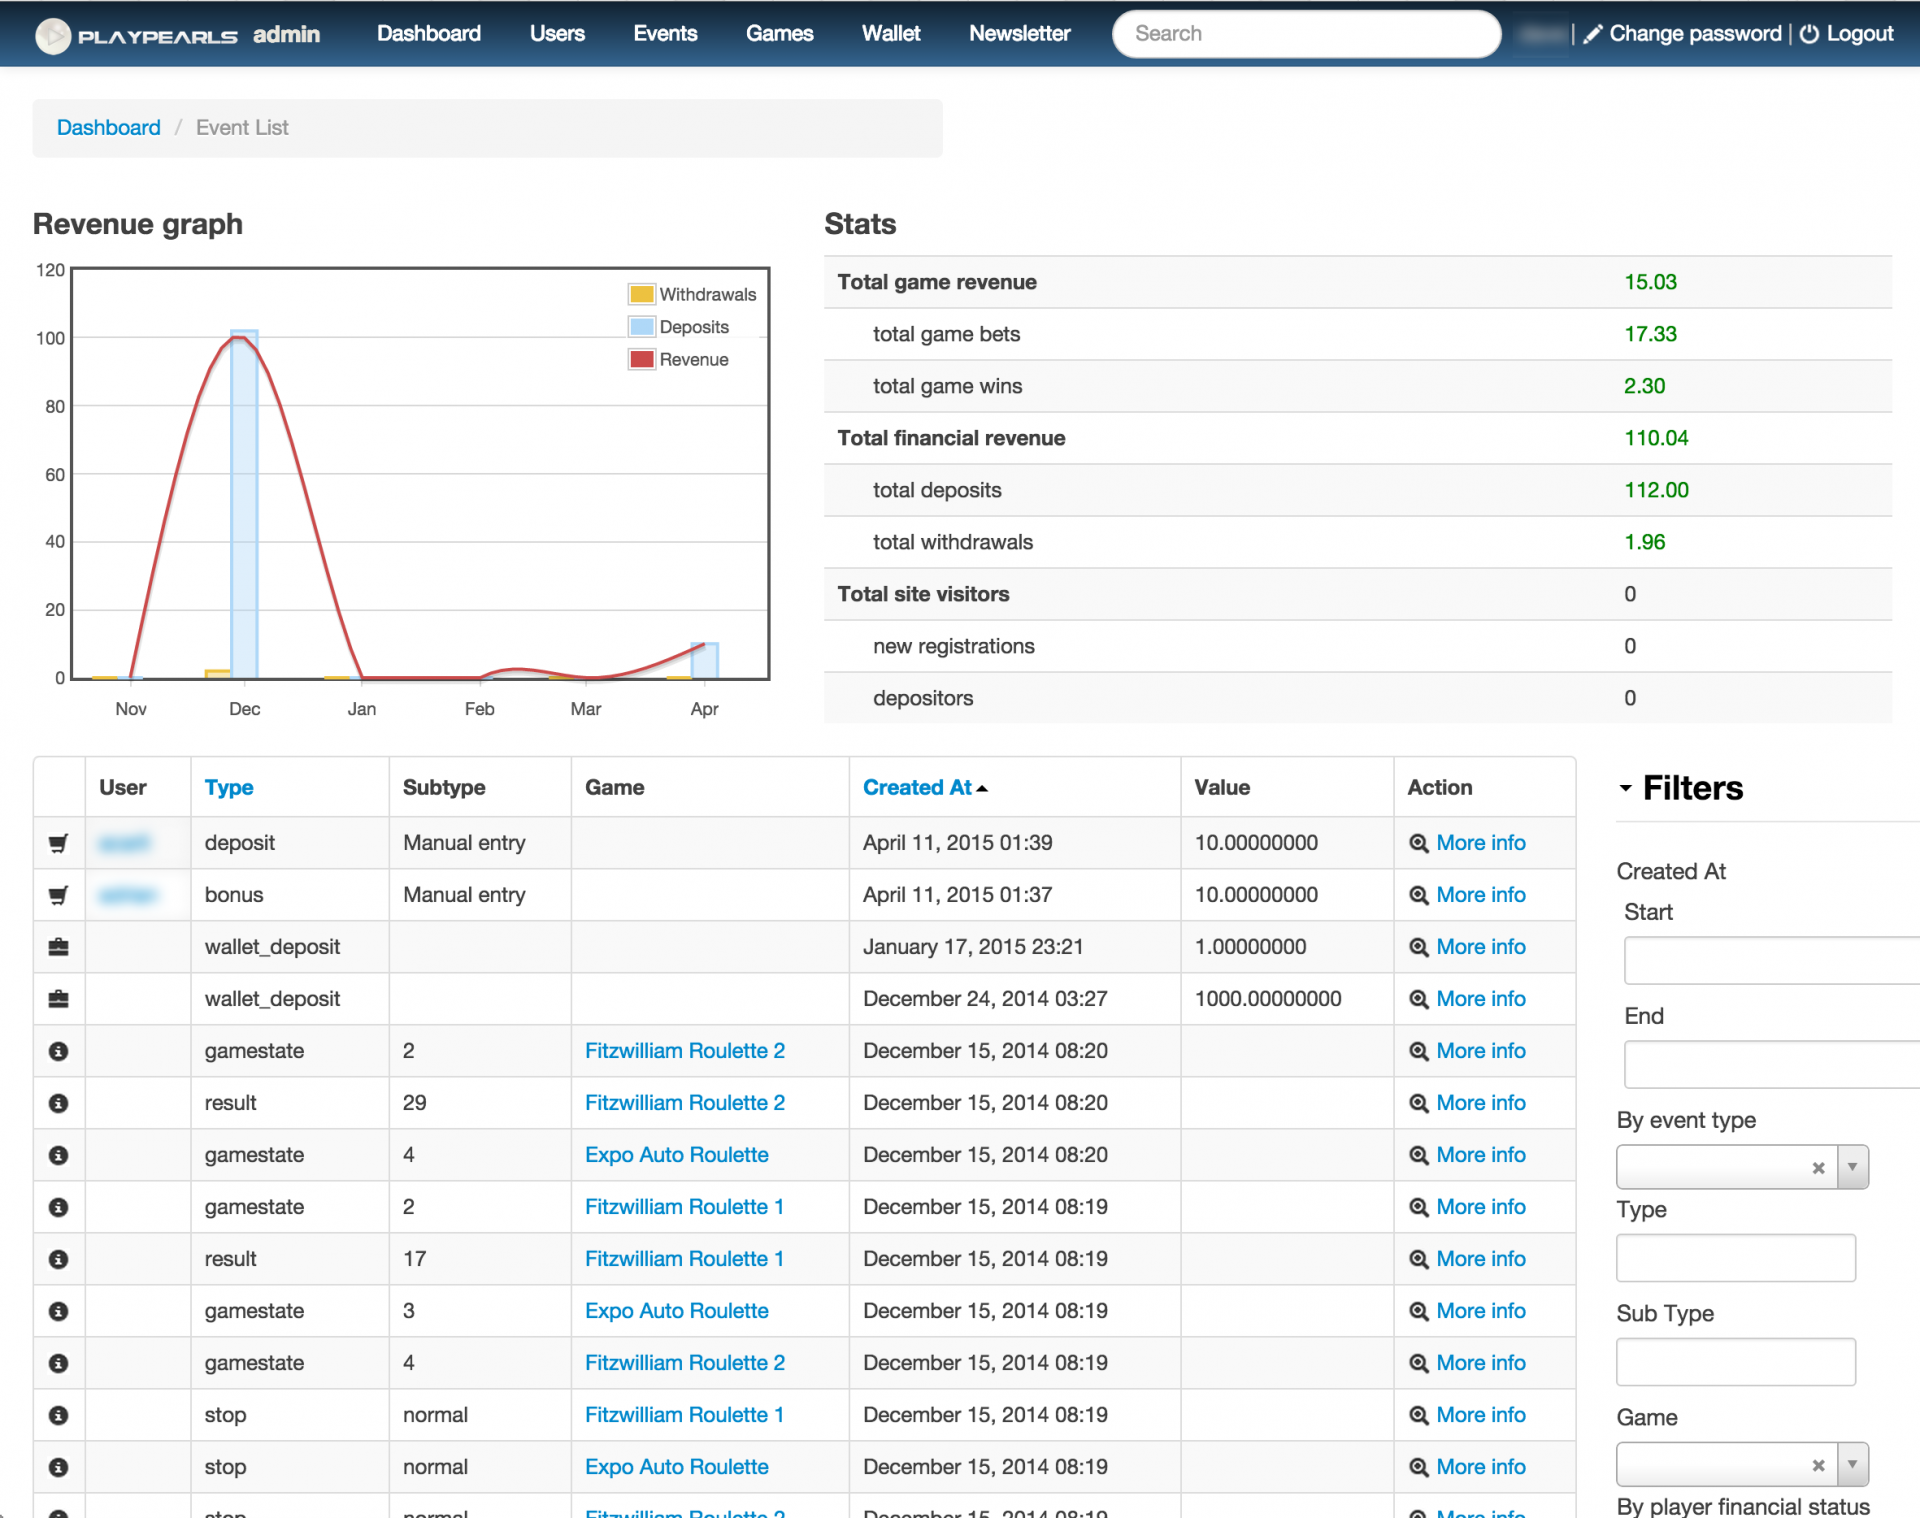 PLAYPEARLS admin Dashboard Users Events Games Wallet Newsletter Search | Change password | Logout
Dashboard / Event List
Revenue graph
120
100
80
60
40
20
0
Withdrawals
Deposits
Revenue
Nov Dec Jan Feb Mar Apr
Stats
Total game revenue 15.03
total game bets 17.33
total game wins 2.30
Total financial revenue 110.04
total deposits 112.00
total withdrawals 1.96
Total site visitors 0
new registrations 0
depositors 0
User Type Subtype Game Created At Value Action
deposit Manual entry April 11, 2015 01:39 10.00000000 More info
bonus Manual entry April 11, 2015 01:37 10.00000000 More info
wallet_deposit January 17, 2015 23:21 1.00000000 More info
wallet_deposit December 24, 2014 03:27 1000.00000000 More info
gamestate 2 Fitzwilliam Roulette 2 December 15, 2014 08:20 More info
result 29 Fitzwilliam Roulette 2 December 15, 2014 08:20 More info
gamestate 4 Expo Auto Roulette December 15, 2014 08:20 More info
gamestate 2 Fitzwilliam Roulette 1 December 15, 2014 08:19 More info
result 17 Fitzwilliam Roulette 1 December 15, 2014 08:19 More info
gamestate 3 Expo Auto Roulette December 15, 2014 08:19 More info
gamestate 4 Fitzwilliam Roulette 2 December 15, 2014 08:19 More info
stop normal Fitzwilliam Roulette 1 December 15, 2014 08:19 More info
stop normal Expo Auto Roulette December 15, 2014 08:19 More info
stop normal Fitzwilliam Roulette 2 December 15, 2014 08:19 More info
Filters
Created At
Start
End
By event type
Type
Sub Type
Game
By player financial status